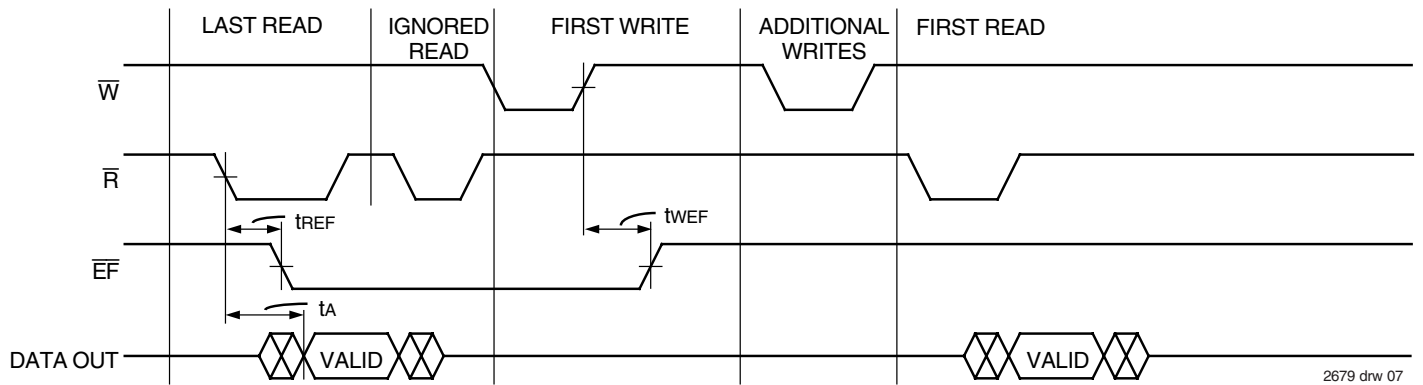 LAST READ
IGNORED
READ
FIRST WRITE
ADDITIONAL
WRITES
FIRST READ
W̅
R̅
tREF
tWEF
E̅F̅
tA
DATA OUT
VALID
VALID
2679 drw 07